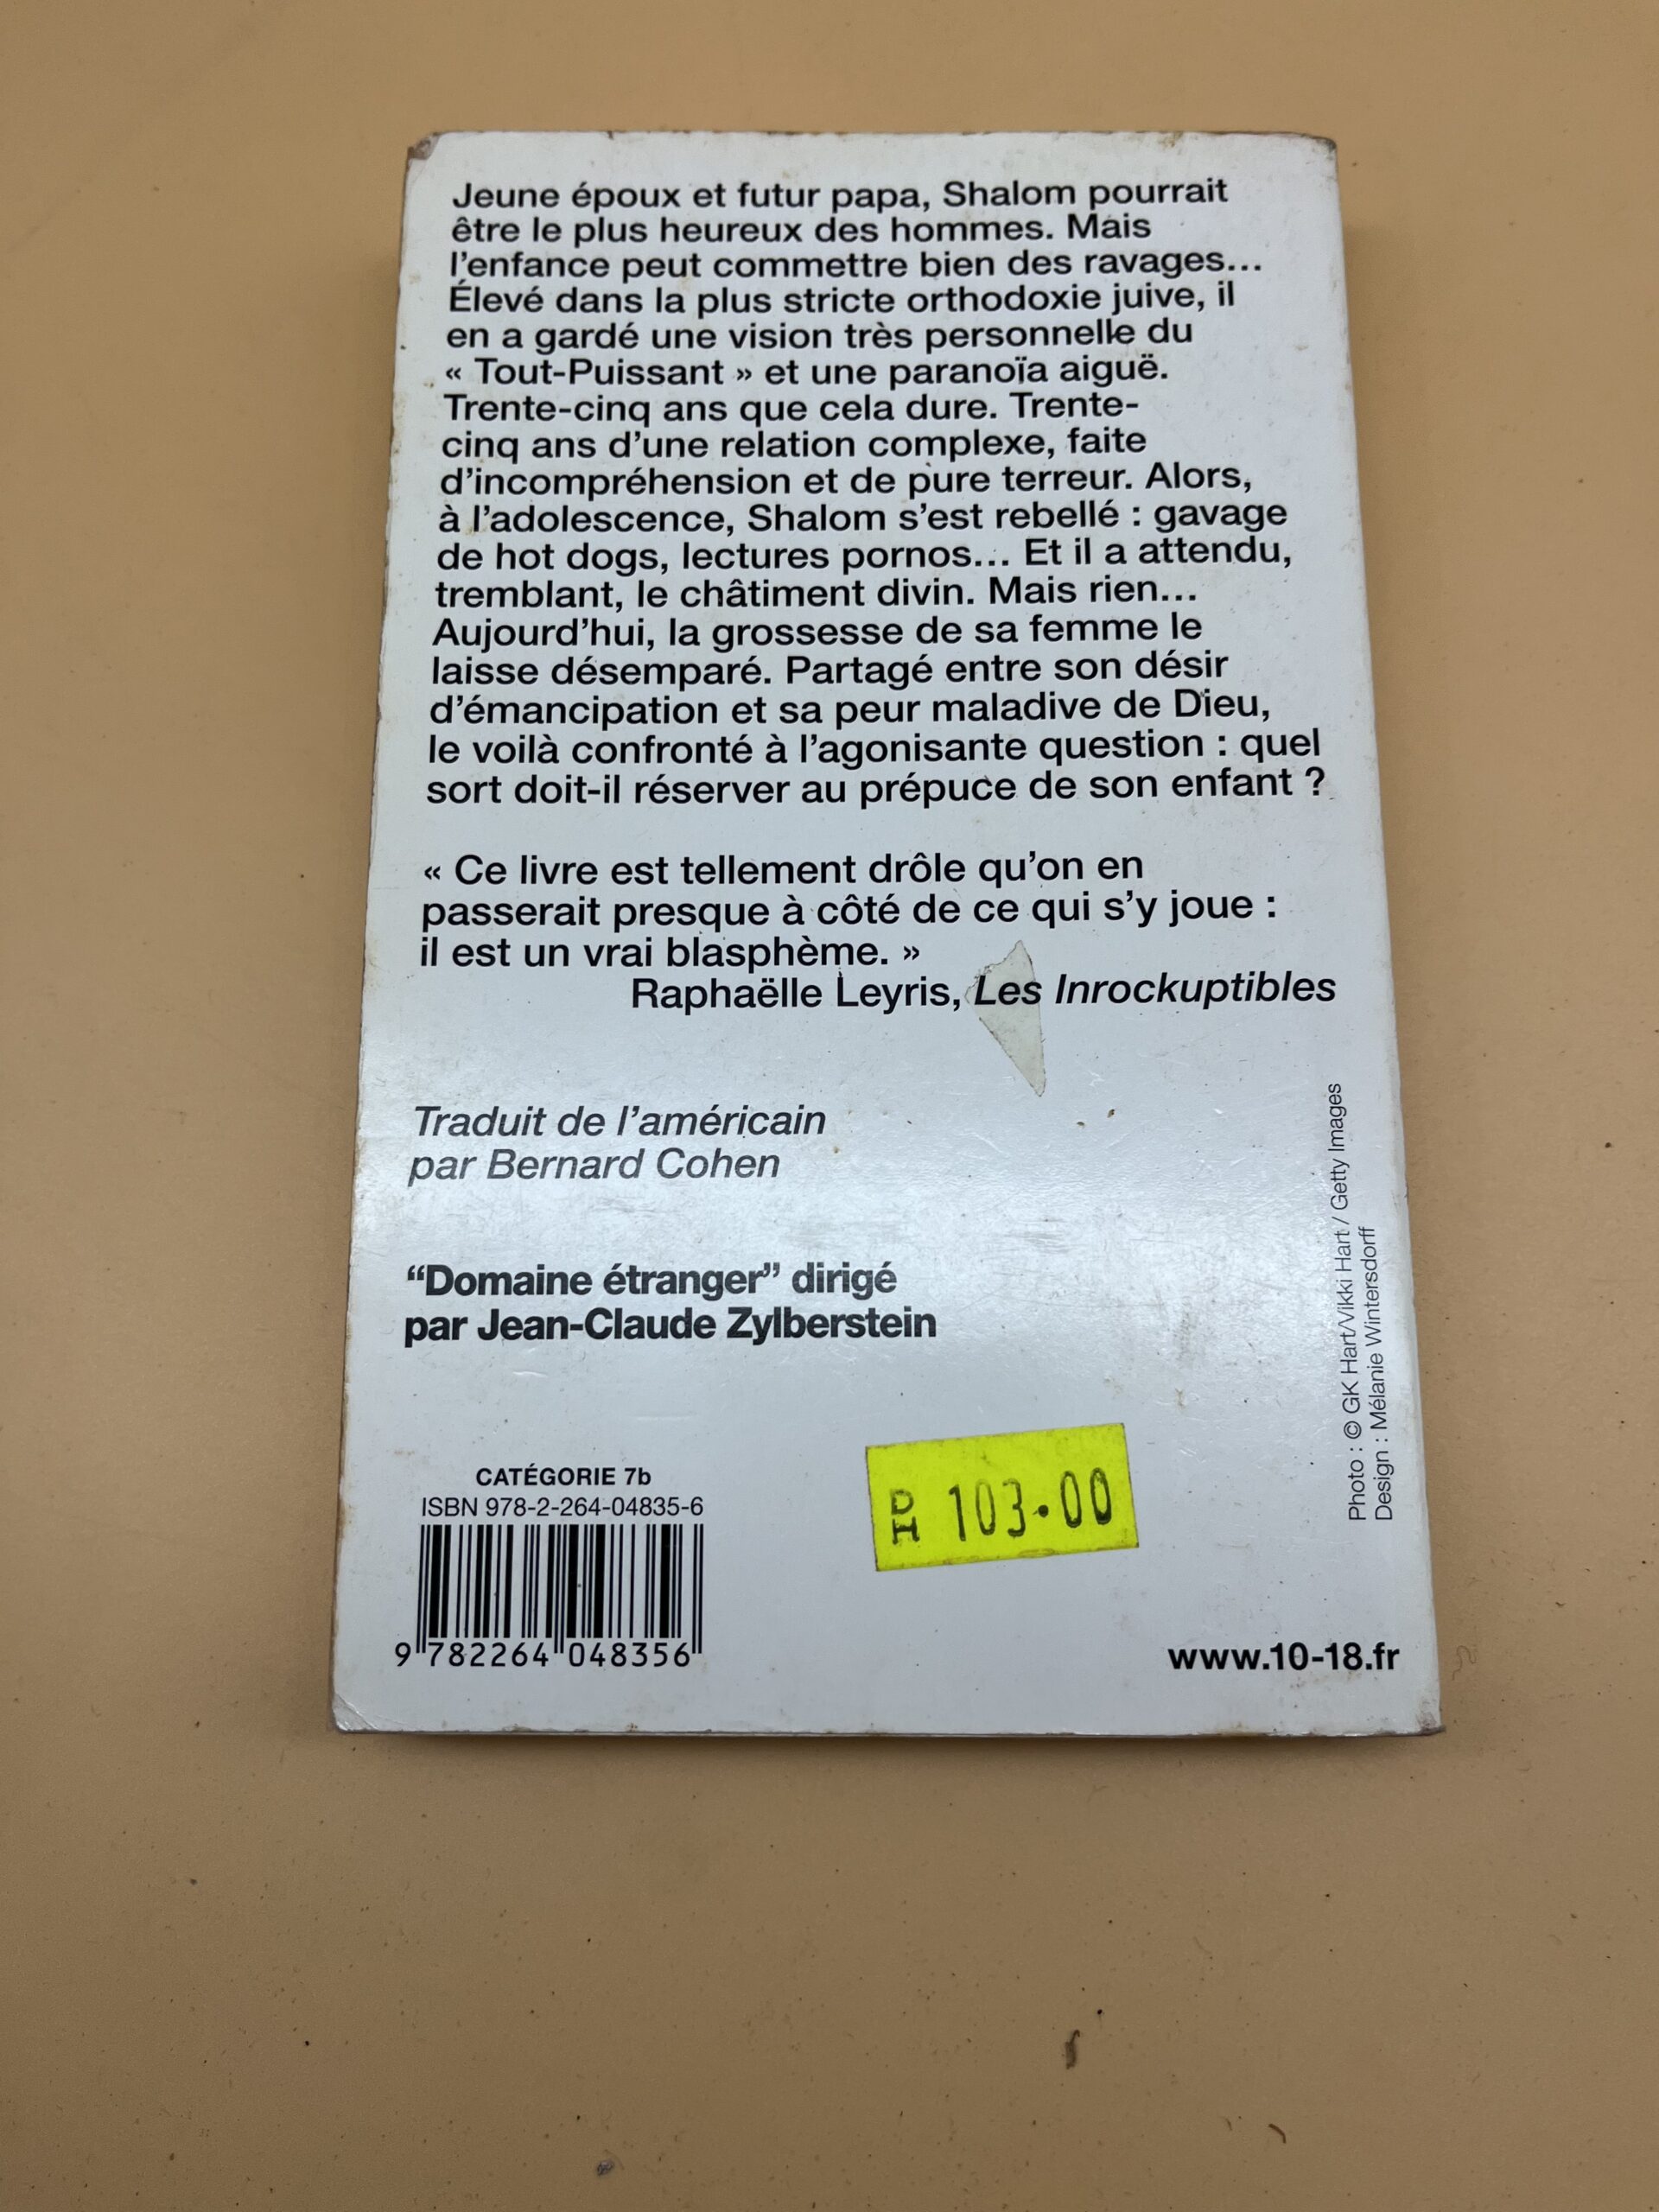 Jeune époux et futur papa, Shalom pourrait
être le plus heureux des hommes. Mais
l'enfance peut commettre bien des ravages...
Élevé dans la plus stricte orthodoxie juive, il
en a gardé une vision très personnelle du
« Tout-Puissant » et une paranoïa aiguë.
Trente-cinq ans que cela dure. Trente-
cinq ans d'une relation complexe, faite
d'incompréhension et de pure terreur. Alors,
à l'adolescence, Shalom s'est rebellé : gavage
de hot dogs, lectures pornos... Et il a attendu,
tremblant, le châtiment divin. Mais rien...
Aujourd'hui, la grossesse de sa femme le
laisse désemparé. Partagé entre son désir
d'émancipation et sa peur maladive de Dieu,
le voilà confronté à l'agonisante question : quel
sort doit-il réserver au prépuce de son enfant ?
« Ce livre est tellement drôle qu'on en
passerait presque à côté de ce qui s'y joue :
il est un vrai blasphème. »
Raphaëlle Leyris, Les Inrockuptibles
Traduit de l'américain
par Bernard Cohen
“Domaine étranger” dirigé
par Jean-Claude Zylberstein
Photo : © GK Hart/Vikki Hart / Getty Images
Design : Mélanie Wintersdorff
CATÉGORIE 7b
ISBN 978-2-264-04835-6
9 782264 048356
DH 103.00
www.10-18.fr